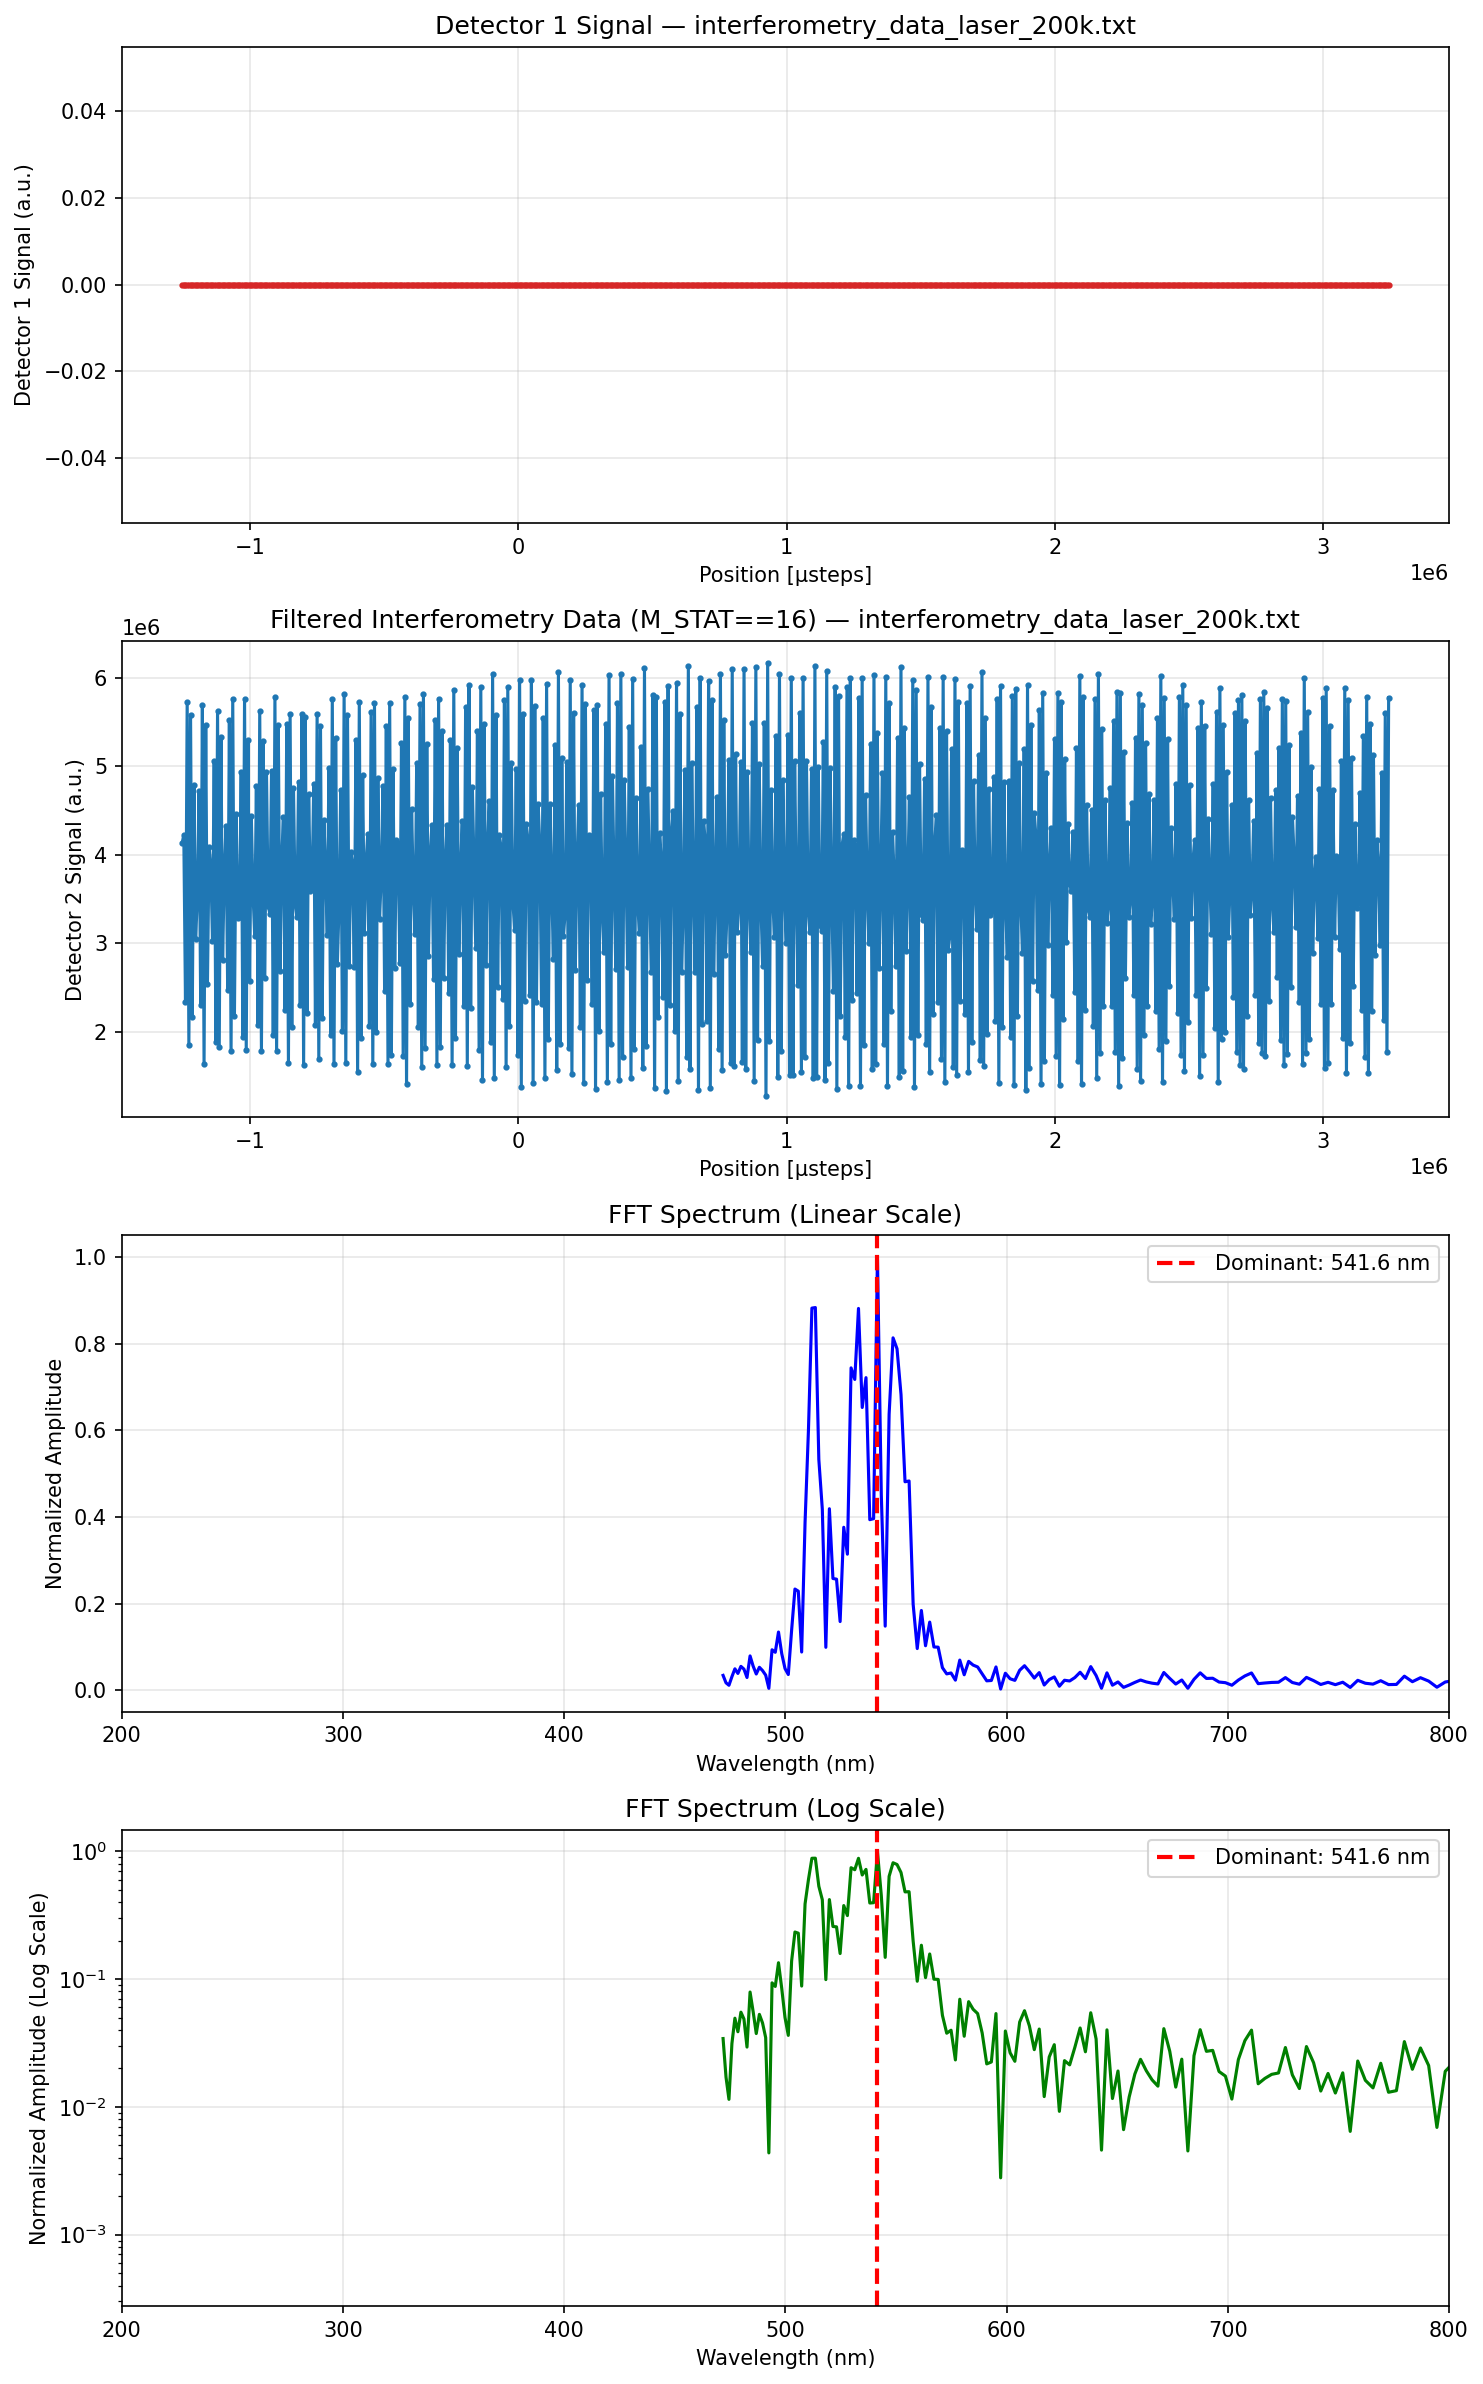 Detector 1 Signal — interferometry_data_laser_200k.txt
Detector 1 Signal (a.u.)
0.04
0.02
0.00
−0.02
−0.04
−1 0 1 2 3
1e6
Position [µsteps]
Filtered Interferometry Data (M_STAT==16) — interferometry_data_laser_200k.txt
1e6
Detector 2 Signal (a.u.)
6
5
4
3
2
−1 0 1 2 3
1e6
Position [µsteps]
FFT Spectrum (Linear Scale)
Dominant: 541.6 nm
Normalized Amplitude
1.0
0.8
0.6
0.4
0.2
0.0
200 300 400 500 600 700 800
Wavelength (nm)
FFT Spectrum (Log Scale)
Dominant: 541.6 nm
Normalized Amplitude (Log Scale)
10⁰
10⁻¹
10⁻²
10⁻³
200 300 400 500 600 700 800
Wavelength (nm)